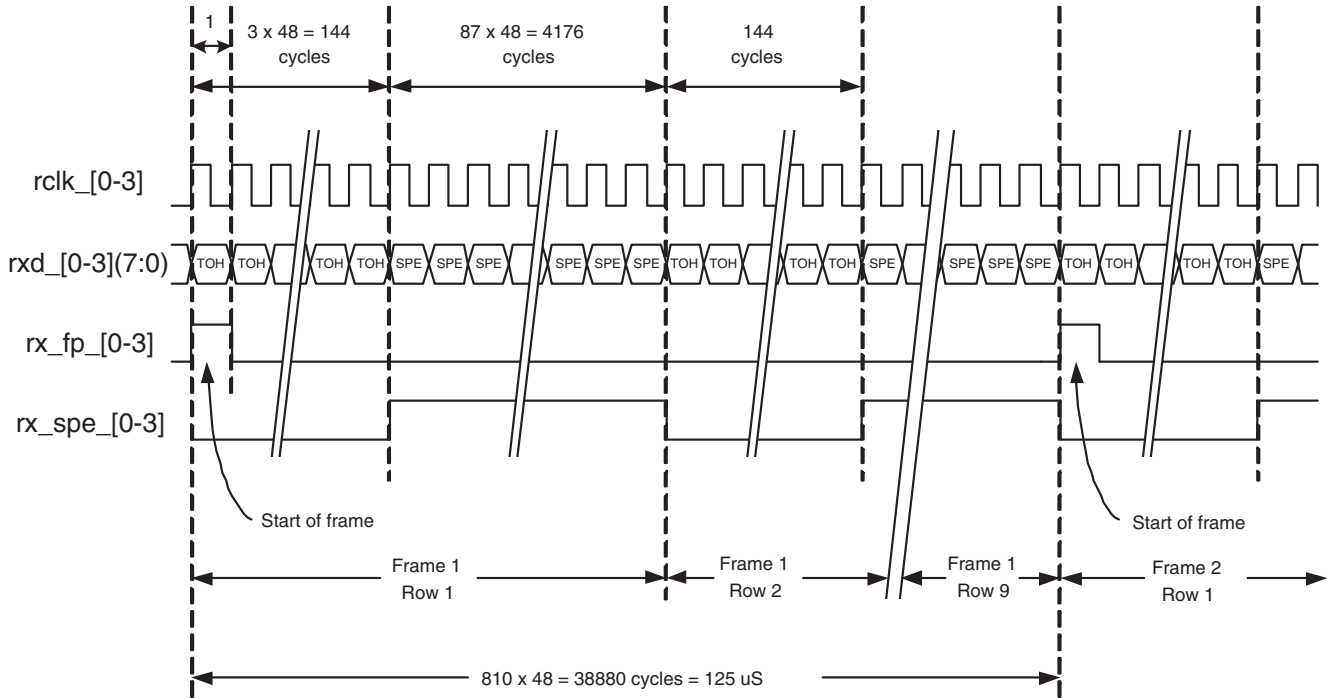 1
3 x 48 = 144
cycles
87 x 48 = 4176
cycles
144
cycles
rclk_[0-3]
rxd_[0-3](7:0)
TOH TOH TOH TOH SPE SPE SPE SPE SPE SPE TOH TOH TOH TOH SPE SPE SPE SPE TOH TOH TOH TOH SPE
rx_fp_[0-3]
rx_spe_[0-3]
Start of frame
Start of frame
Frame 1
Row 1
Frame 1
Row 2
Frame 1
Row 9
Frame 2
Row 1
810 x 48 = 38880 cycles = 125 uS